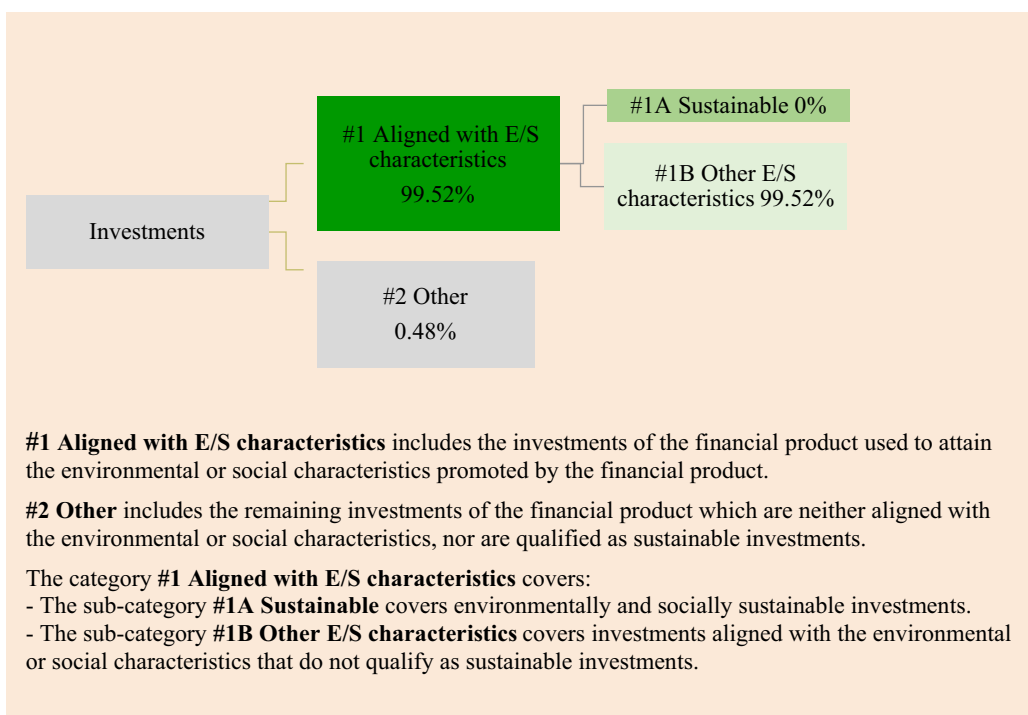 #1A Sustainable 0%
#1 Aligned with E/S
characteristics
99.52%
#1B Other E/S
characteristics 99.52%
Investments
#2 Other
0.48%
#1 Aligned with E/S characteristics includes the investments of the financial product used to attain
the environmental or social characteristics promoted by the financial product.
#2 Other includes the remaining investments of the financial product which are neither aligned with
the environmental or social characteristics, nor are qualified as sustainable investments.
The category #1 Aligned with E/S characteristics covers:
- The sub-category #1A Sustainable covers environmentally and socially sustainable investments.
- The sub-category #1B Other E/S characteristics covers investments aligned with the environmental
or social characteristics that do not qualify as sustainable investments.